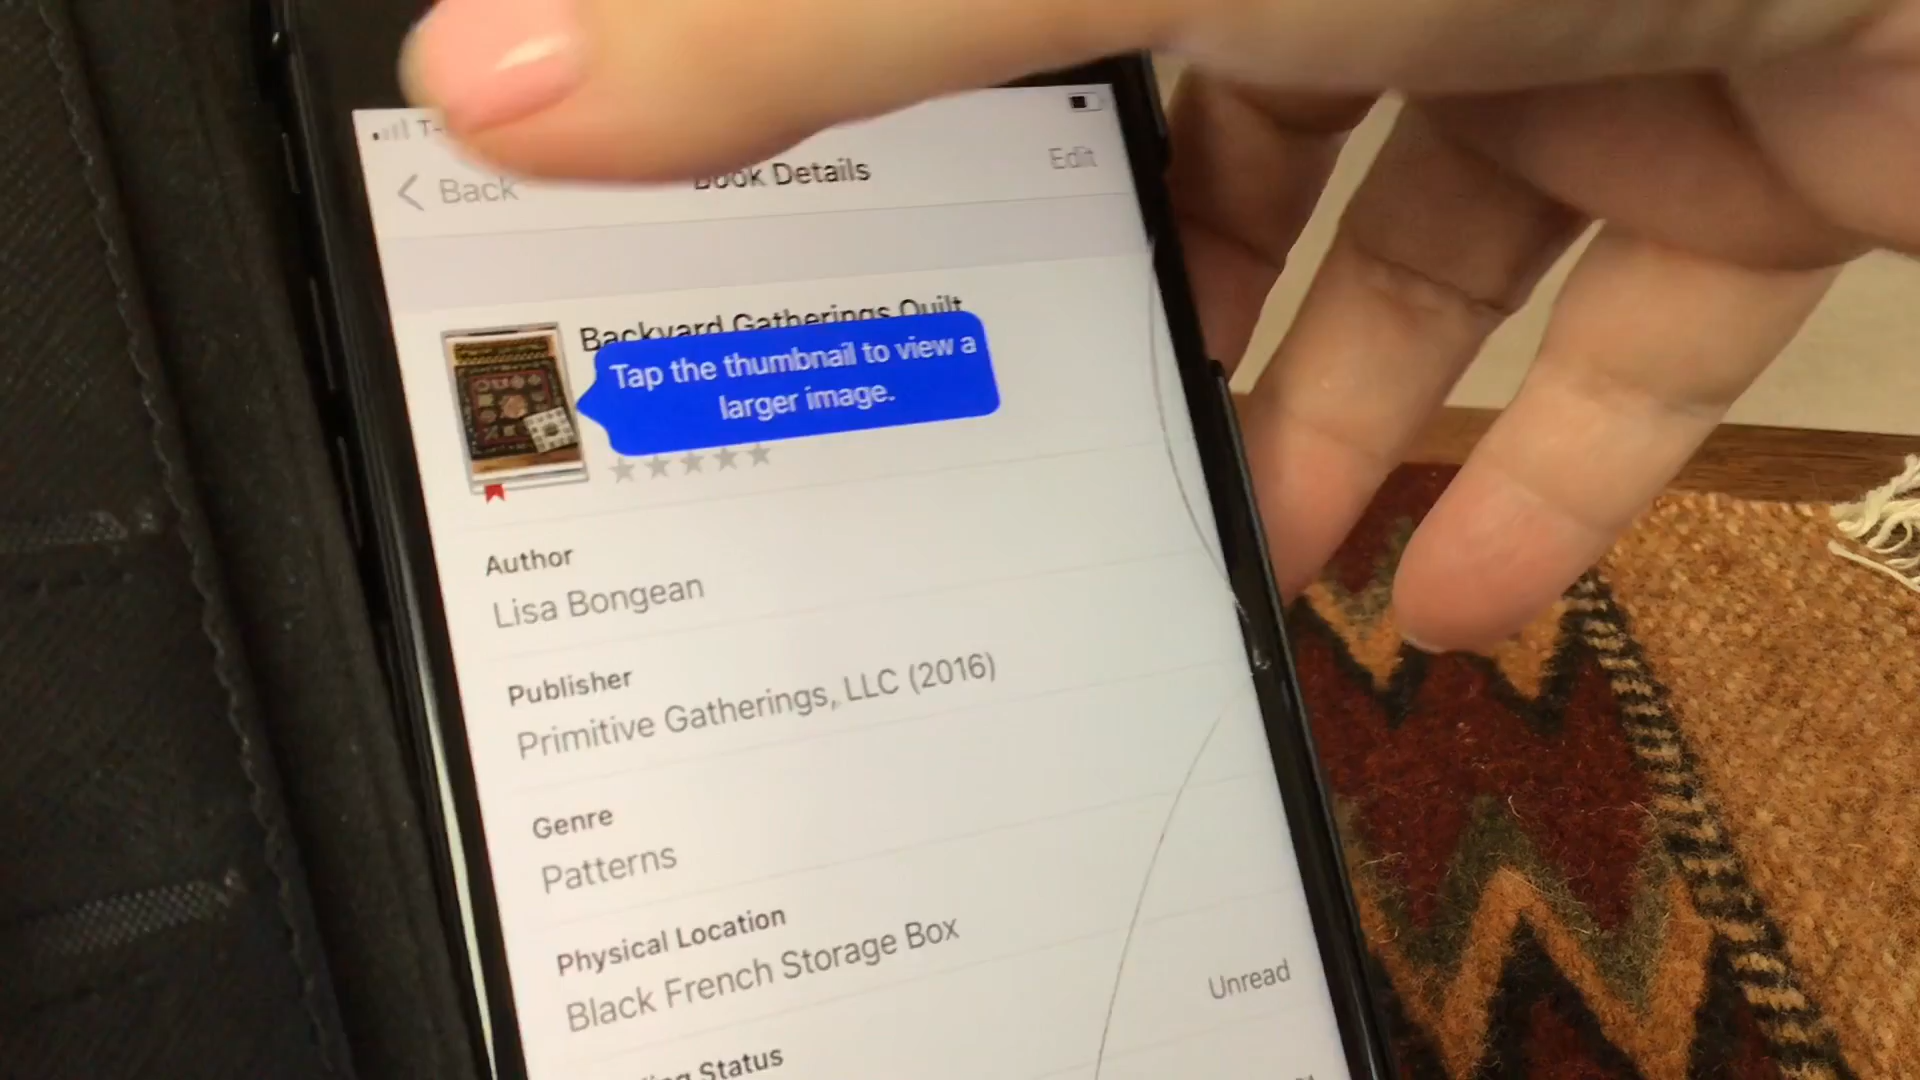 Back
Book Details
Edit
Backyard Gatherings Quilt
Tap the thumbnail to view a
larger image.
Author
Lisa Bongean
Publisher
Primitive Gatherings, LLC (2016)
Genre
Patterns
Physical Location
Black French Storage Box
Unread
Status